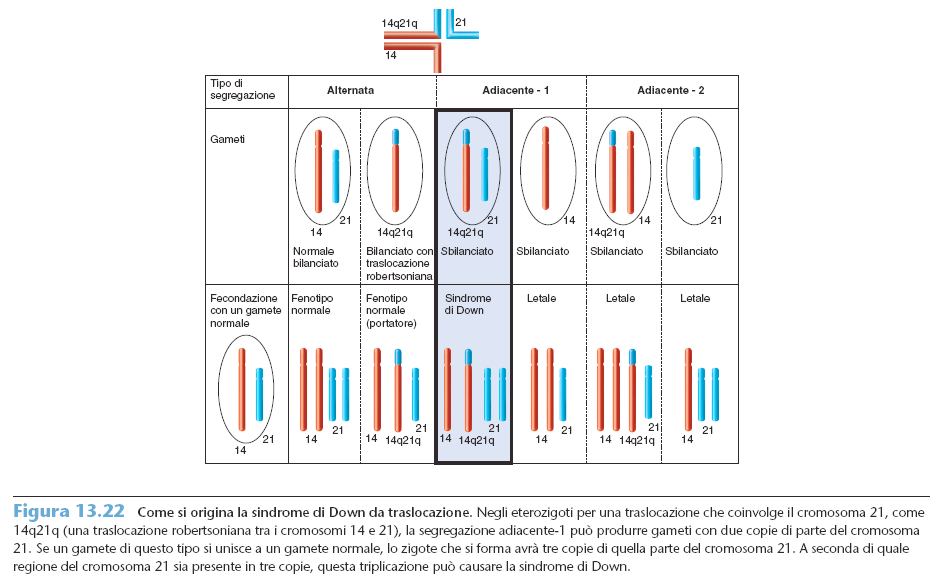 14q21q
21
14
Tipo di
segregazione
Alternata
Adiacente - 1
Adiacente - 2
Gameti
14
21
14q21q
14q21q
21
14
14q21q
14
21
Normale
bilanciato
Bilanciato con
traslocazione
robertsoniana
Sbilanciato
Sbilanciato
Sbilanciato
Sbilanciato
Fecondazione
con un gamete
normale
Fenotipo
normale
Fenotipo
normale
(portatore)
Sindrome
di Down
Letale
Letale
Letale
14
21
14
21
14
14q21q
21
14
14q21q
21
14
21
14
14q21q
21
14
21
Figura 13.22 Come si origina la sindrome di Down da traslocazione. Negli eterozigoti per una traslocazione che coinvolge il cromosoma 21, come
14q21q (una traslocazione robertsoniana tra i cromosomi 14 e 21), la segregazione adiacente-1 può produrre gameti con due copie di parte del cromosoma
21. Se un gamete di questo tipo si unisce a un gamete normale, lo zigote che si forma avrà tre copie di quella parte del cromosoma 21. A seconda di quale
regione del cromosoma 21 sia presente in tre copie, questa triplicazione può causare la sindrome di Down.